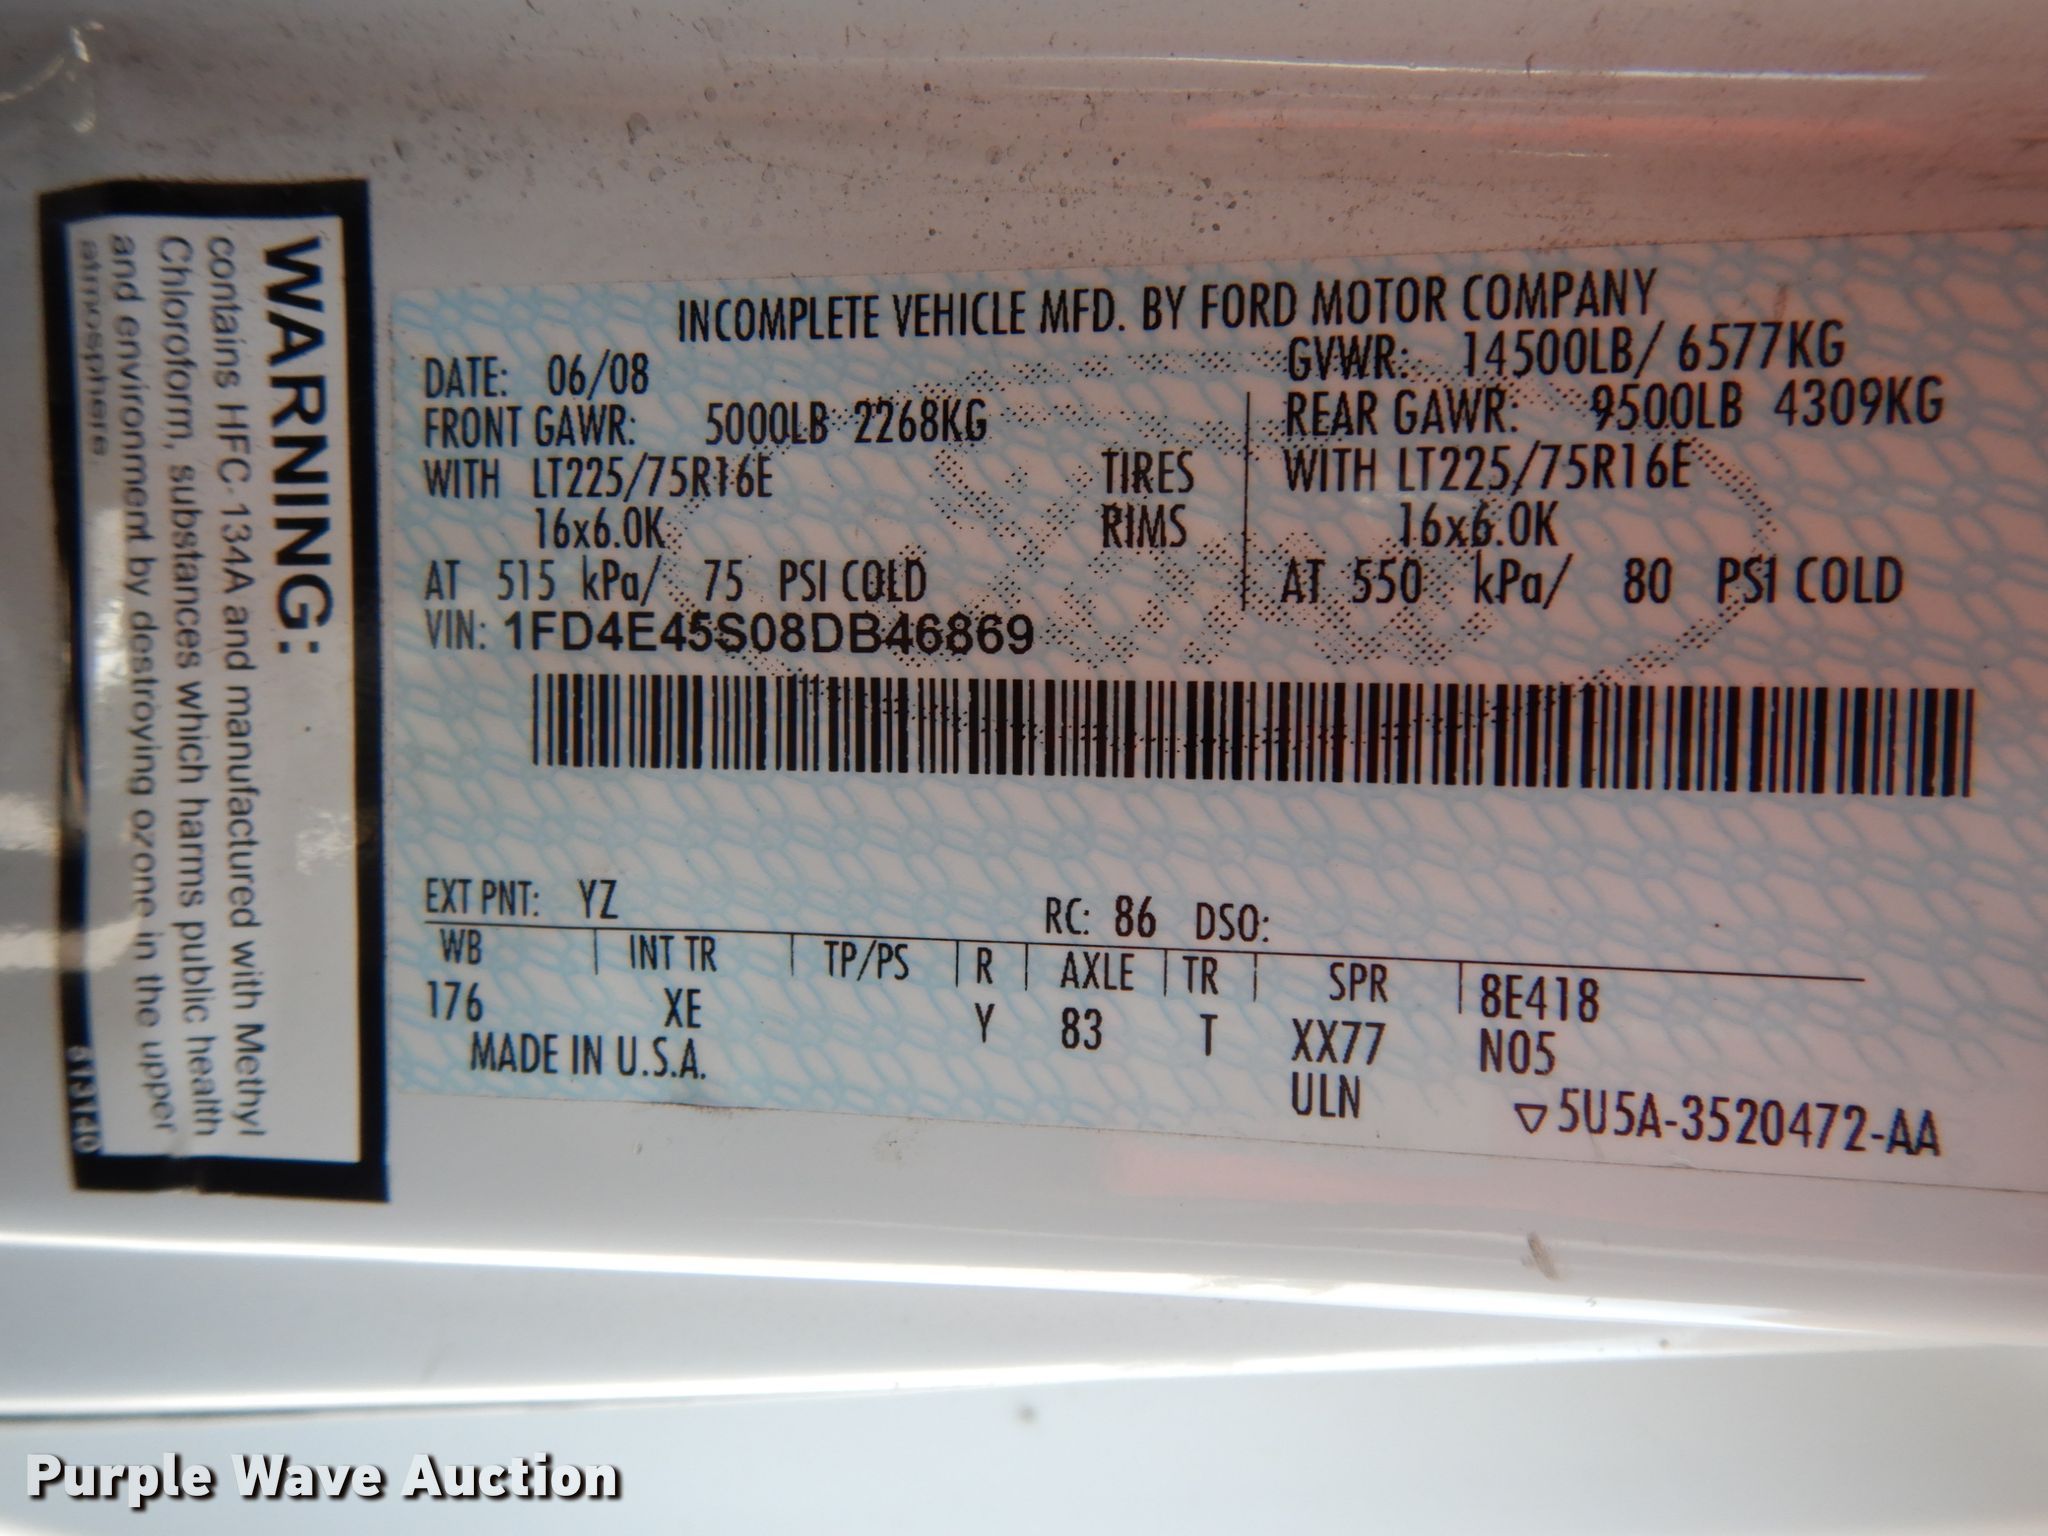 WARNING:
contains HFC-134A and manufactured with Methyl
Chloroform, substances which harms public health
and environment by destroying ozone in the upper
atmosphere.
INCOMPLETE VEHICLE MFD. BY FORD MOTOR COMPANY
DATE: 06/08 GVWR: 14500LB/ 6577KG
FRONT GAWR: 5000LB 2268KG REAR GAWR: 9500LB 4309KG
WITH LT225/75R16E TIRES WITH LT225/75R16E
16x6.0K RIMS 16x6.0K
AT 515 kPa/ 75 PSI COLD AT 550 kPa/ 80 PSI COLD
VIN: 1FD4E45S08DB46869
EXT PNT: YZ RC: 86 DSO:
WB INT TR TP/PS R AXLE TR SPR 8E418
176 XE Y 83 T XX77 N05
MADE IN U.S.A. ULN
▽5U5A-3520472-AA
Purple Wave Auction